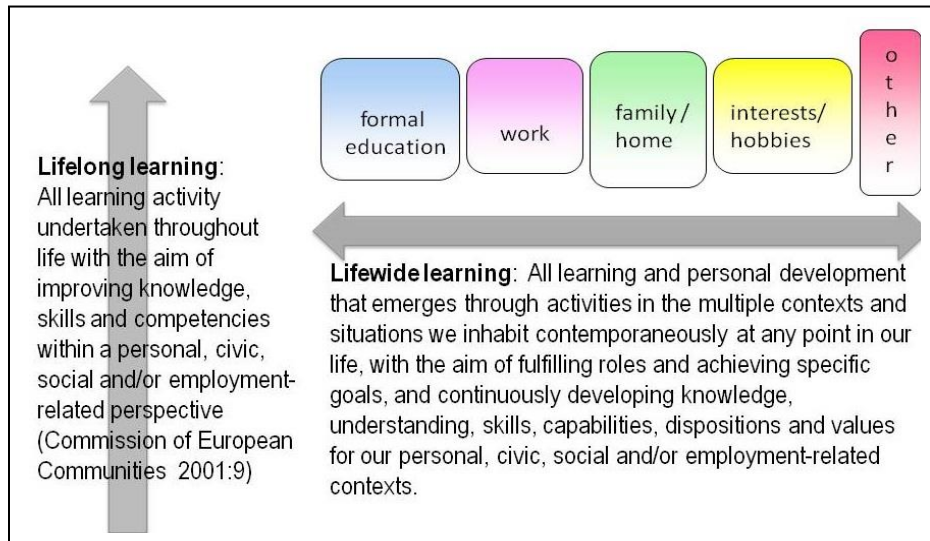 formal
education
work
family/
home
interests/
hobbies
other
Lifelong learning:
All learning activity
undertaken throughout
life with the aim of
improving knowledge,
skills and competencies
within a personal, civic,
social and/or employment-
related perspective
(Commission of European
Communities 2001:9)
Lifewide learning: All learning and personal development
that emerges through activities in the multiple contexts and
situations we inhabit contemporaneously at any point in our
life, with the aim of fulfilling roles and achieving specific
goals, and continuously developing knowledge,
understanding, skills, capabilities, dispositions and values
for our personal, civic, social and/or employment-related
contexts.